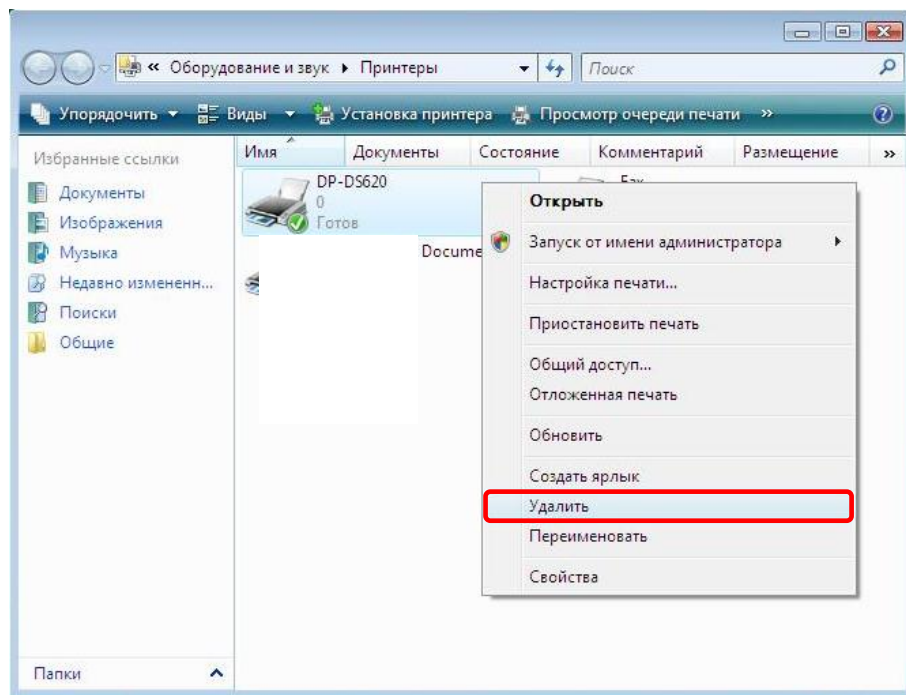 « Оборудование и звук ▸ Принтеры
Поиск
Упорядочить Виды Установка принтера Просмотр очереди печати »
Избранные ссылки
Документы
Изображения
Музыка
Недавно измененн...
Поиски
Общие
Папки
Имя Документы Состояние Комментарий Размещение »
DP-DS620
0
Готов
Fax
Docume
Открыть
Запуск от имени администратора
Настройка печати...
Приостановить печать
Общий доступ...
Отложенная печать
Обновить
Создать ярлык
Удалить
Переименовать
Свойства